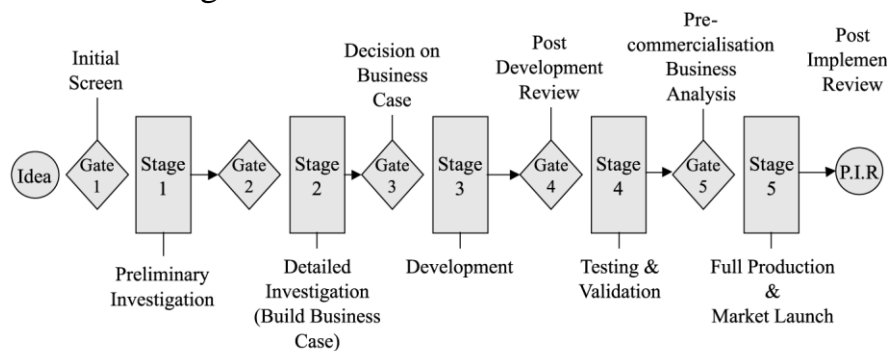 Initial
Screen
Decision on
Business
Case
Post
Development
Review
Pre-
commercialisation
Business
Analysis
Post
Implemen
Review
Idea
Gate
1
Stage
1
Gate
2
Stage
2
Gate
3
Stage
3
Gate
4
Stage
4
Gate
5
Stage
5
P.I.R
Preliminary
Investigation
Detailed
Investigation
(Build Business
Case)
Development
Testing &
Validation
Full Production
&
Market Launch